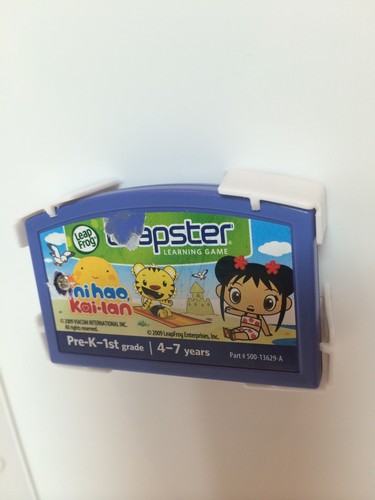 Leap
Frog
apster
LEARNING GAME
ni hao,
kai-lan
© 2009 VIACOM INTERNATIONAL INC.
All rights reserved.
© 2009 LeapFrog Enterprises, Inc.
Pre-K–1st grade | 4–7 years
Part # 500-13629-A